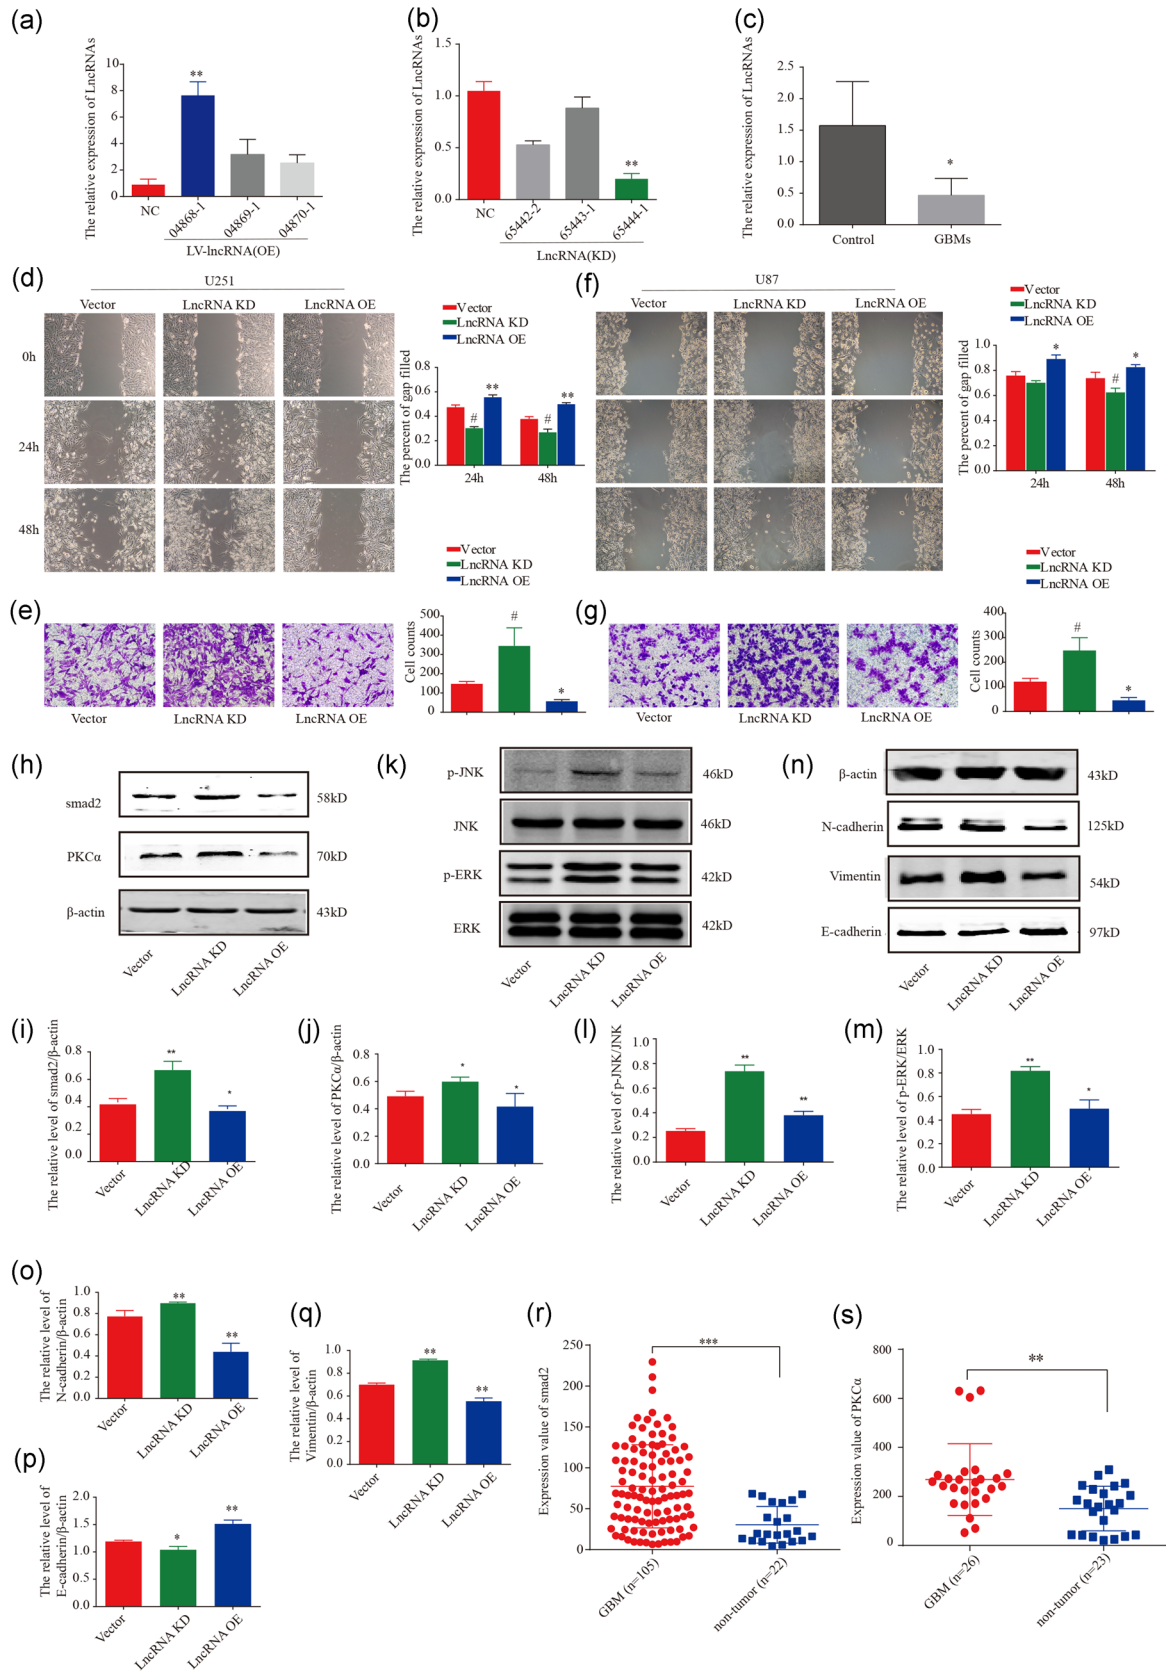 (a)
The relative expression of LncRNAs
10
8
6
4
2
0
**
NC
04868-1
04869-1
04870-1
LV-lncRNA(OE)
(b)
The relative expression of LncRNAs
1.5
1.0
0.5
0.0
**
NC
65442-2
65443-1
65444-1
LncRNA(KD)
(c)
The relative expression of LncRNAs
2.5
2.0
1.5
1.0
0.5
0.0
*
Control
GBMs
(d)
U251
Vector
LncRNA KD
LncRNA OE
0h
24h
48h
Vector
LncRNA KD
LncRNA OE
The percent of gap filled
0.8
0.6
0.4
0.2
0.0
#
**
#
**
24h
48h
(f)
U87
Vector
LncRNA KD
LncRNA OE
Vector
LncRNA KD
LncRNA OE
The percent of gap filled
1.0
0.8
0.6
0.4
0.2
0.0
*
#
*
24h
48h
(e)
Vector
LncRNA KD
LncRNA OE
Vector
LncRNA KD
LncRNA OE
Cell counts
500
400
300
200
100
0
#
*
(g)
Vector
LncRNA KD
LncRNA OE
Vector
LncRNA KD
LncRNA OE
Cell counts
400
300
200
100
0
#
*
(h)
smad2
58kD
PKCα
70kD
β-actin
43kD
Vector
LncRNA KD
LncRNA OE
(k)
p-JNK
46kD
JNK
46kD
p-ERK
42kD
ERK
42kD
Vector
LncRNA KD
LncRNA OE
(n)
β-actin
43kD
N-cadherin
125kD
Vimentin
54kD
E-cadherin
97kD
Vector
LncRNA KD
LncRNA OE
(i)
The relative level of smad2/β-actin
0.8
0.6
0.4
0.2
0.0
**
*
Vector
LncRNA KD
LncRNA OE
(j)
The relative level of PKCα/β-actin
0.8
0.6
0.4
0.2
0.0
*
*
Vector
LncRNA KD
LncRNA OE
(l)
The relative level of p-JNK/JNK
1.0
0.8
0.6
0.4
0.2
0.0
**
**
Vector
LncRNA KD
LncRNA OE
(m)
The relative level of p-ERK/ERK
1.0
0.8
0.6
0.4
0.2
0.0
**
*
Vector
LncRNA KD
LncRNA OE
(o)
The relative level of
N-cadherin/β-actin
1.0
0.8
0.6
0.4
0.2
0.0
**
**
Vector
LncRNA KD
LncRNA OE
(p)
The relative level of
E-cadherin/β-actin
2.0
1.5
1.0
0.5
0.0
*
**
Vector
LncRNA KD
LncRNA OE
(q)
The relative level of
Vimentin/β-actin
1.0
0.8
0.6
0.4
0.2
0.0
**
**
Vector
LncRNA KD
LncRNA OE
(r)
Expression value of smad2
250
200
150
100
50
0
***
GBM (n=105)
non-tumor (n=22)
(s)
Expression value of PKCα
800
600
400
200
0
**
GBM (n=26)
non-tumor (n=23)